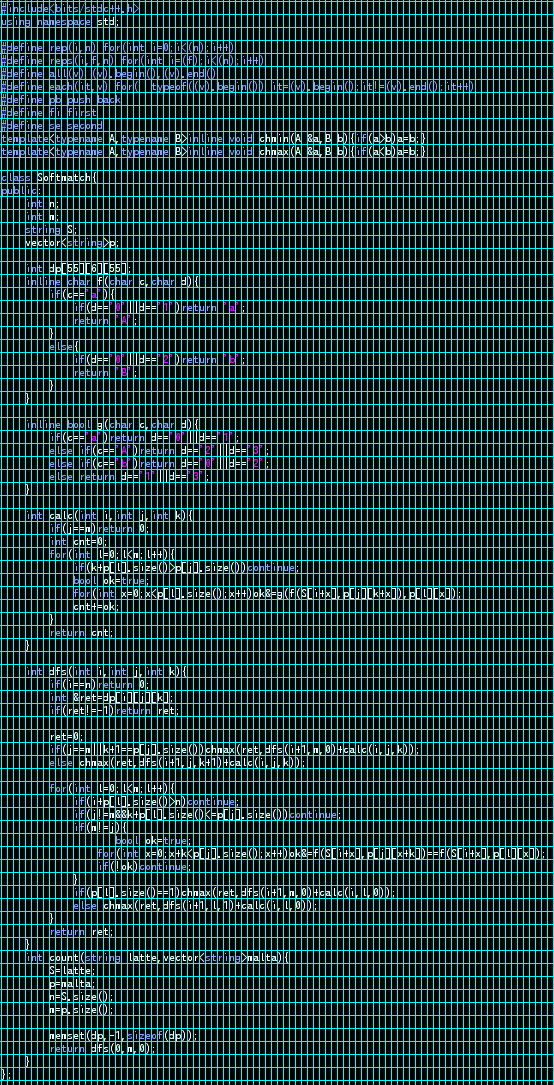 #include<bits/stdc++.h>
using namespace std;
#define rep(i,n) for(int i=0;i<(n);i++)
#define reps(i,f,n) for(int i=(f);i<(n);i++)
#define all(v) (v).begin(),(v).end()
#define each(it,v) for(__typeof((v).begin()) it=(v).begin();it!=(v).end();it++)
#define pb push_back
#define fi first
#define se second
template<typename A,typename B>inline void chmin(A &a,B b){if(a>b)a=b;}
template<typename A,typename B>inline void chmax(A &a,B b){if(a<b)a=b;}
class Softmatch{
public:
int n;
int m;
string S;
vector<string>p;
int dp[55][6][55];
inline char f(char c,char d){
if(c=='a'){
if(d=='0'||d=='1')return 'a';
return 'A';
}
else{
if(d=='0'||d=='2')return 'b';
return 'B';
}
}
inline bool g(char c,char d){
if(c=='a')return d=='0'||d=='1';
else if(c=='A')return d=='2'||d=='3';
else if(c=='b')return d=='0'||d=='2';
else return d=='1'||d=='3';
}
int calc(int i,int j,int k){
if(j==m)return 0;
int cnt=0;
for(int l=0;l<m;l++){
if(k+p[l].size()>p[j].size())continue;
bool ok=true;
for(int x=0;x<p[l].size();x++)ok&=g(f(S[i+x],p[j][k+x]),p[l][x]);
cnt+=ok;
}
return cnt;
}
int dfs(int i,int j,int k){
if(i==n)return 0;
int &ret=dp[i][j][k];
if(ret!=-1)return ret;
ret=0;
if(j==m||k+1==p[j].size())chmax(ret,dfs(i+1,m,0)+calc(i,j,k));
else chmax(ret,dfs(i+1,j,k+1)+calc(i,j,k));
for(int l=0;l<m;l++){
if(i+p[l].size()>n)continue;
if(j!=m&&k+p[l].size()<=p[j].size())continue;
if(m!=j){
bool ok=true;
for(int x=0;x+k<p[j].size();x++)ok&=f(S[i+x],p[j][x+k])==f(S[i+x],p[l][x]);
if(!ok)continue;
}
if(p[l].size()==1)chmax(ret,dfs(i+1,m,0)+calc(i,l,0));
else chmax(ret,dfs(i+1,l,1)+calc(i,l,0));
}
return ret;
}
int count(string latte,vector<string>malta){
S=latte;
p=malta;
n=S.size();
m=p.size();
memset(dp,-1,sizeof(dp));
return dfs(0,m,0);
}
};